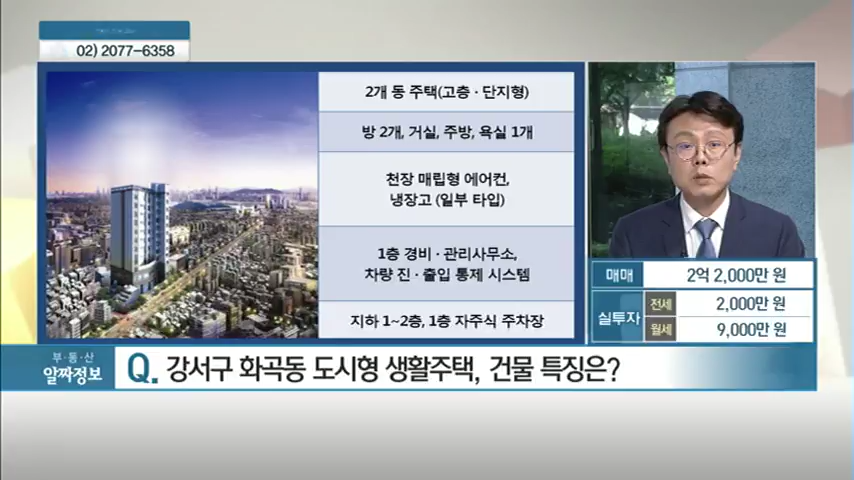 02) 2077-6358
2개 동 주택(고층·단지형)
방 2개, 거실, 주방, 욕실 1개
천장 매립형 에어컨,
냉장고 (일부 타입)
1층 경비·관리사무소,
차량 진·출입 통제 시스템
지하 1~2층, 1층 자주식 주차장
매매 2억 2,000만 원
실투자
전세 2,000만 원
월세 9,000만 원
부·동·산
알짜정보
Q. 강서구 화곡동 도시형 생활주택, 건물 특징은?